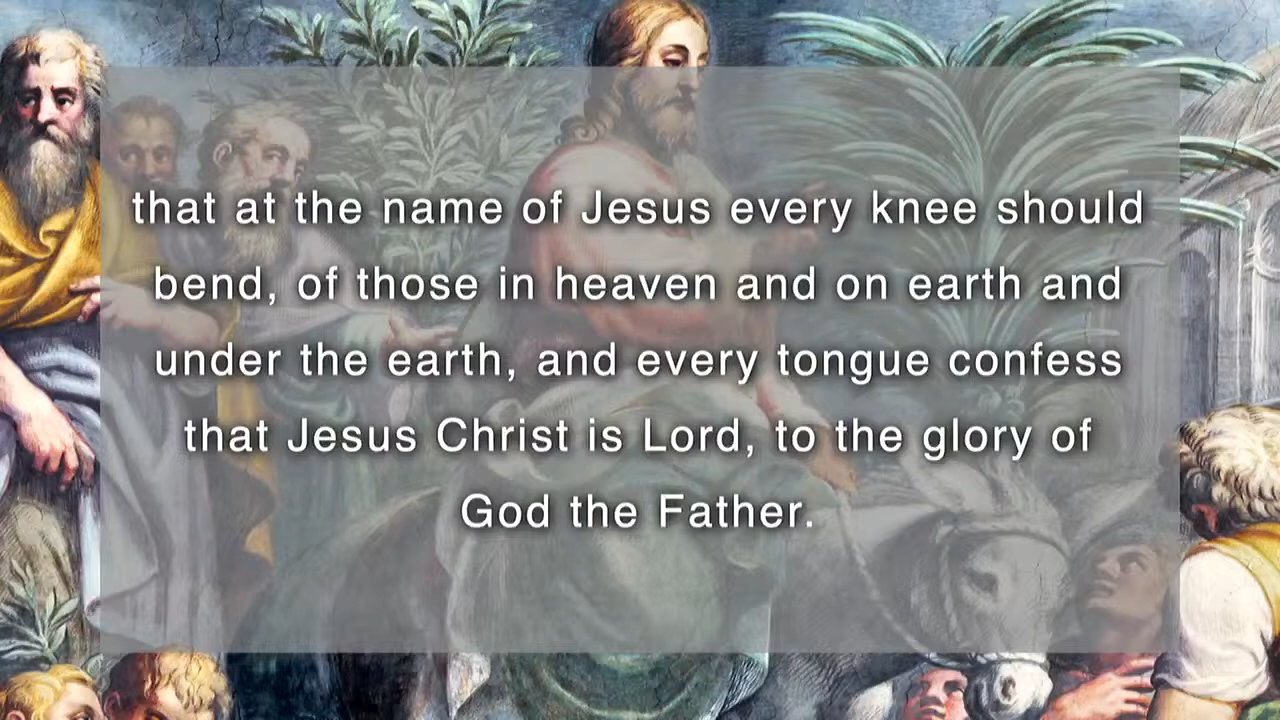 that at the name of Jesus every knee should
bend, of those in heaven and on earth and
under the earth, and every tongue confess
that Jesus Christ is Lord, to the glory of
God the Father.